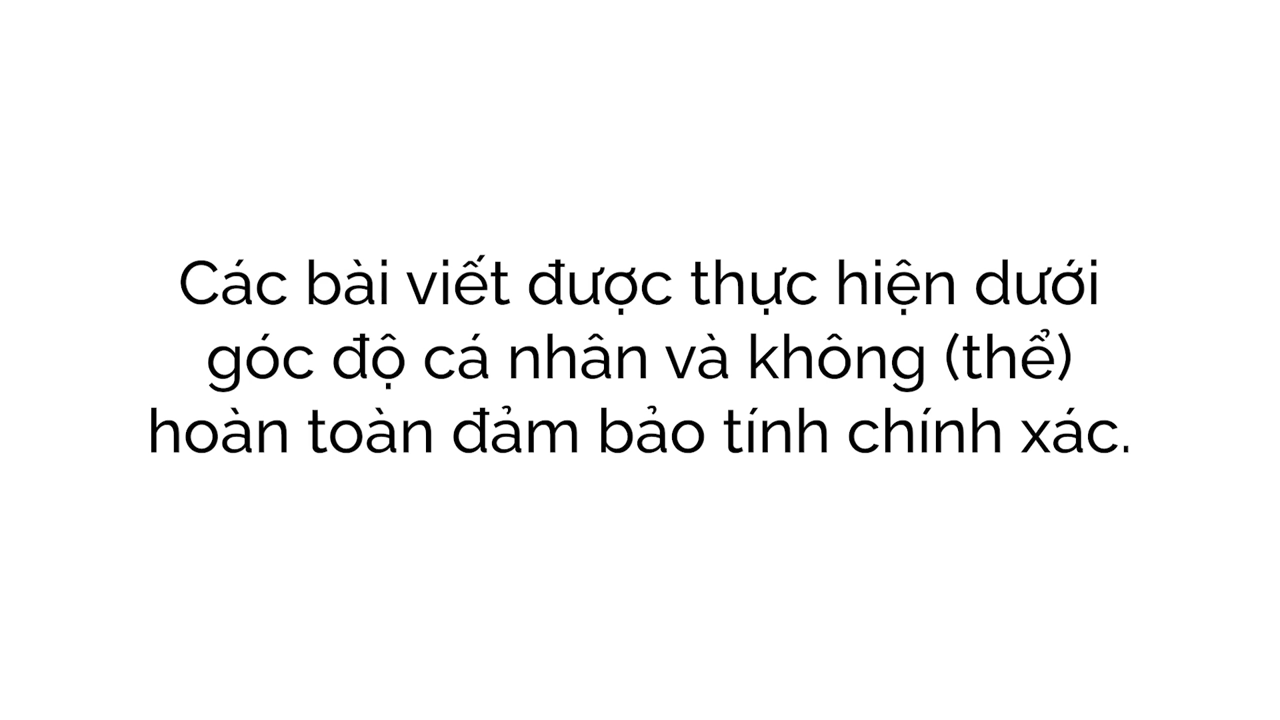 Các bài viết được thực hiện dưới
góc độ cá nhân và không (thể)
hoàn toàn đảm bảo tính chính xác.